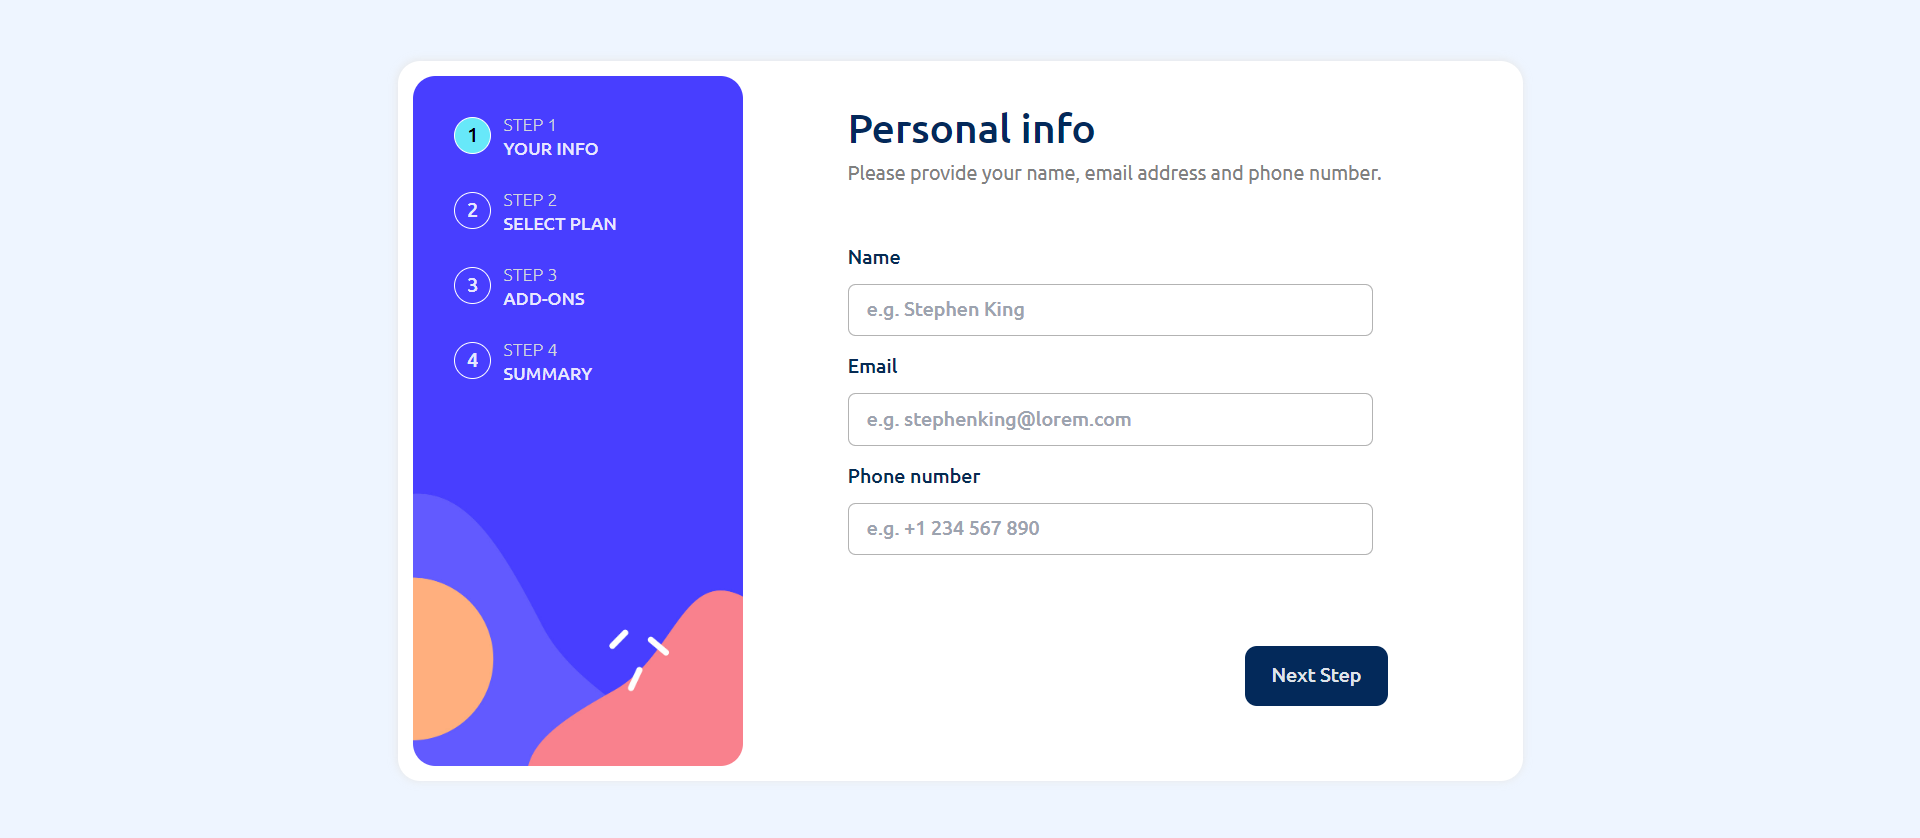 1
STEP 1
YOUR INFO
2
STEP 2
SELECT PLAN
3
STEP 3
ADD-ONS
4
STEP 4
SUMMARY
Personal info
Please provide your name, email address and phone number.
Name
e.g. Stephen King
Email
e.g. stephenking@lorem.com
Phone number
e.g. +1 234 567 890
Next Step